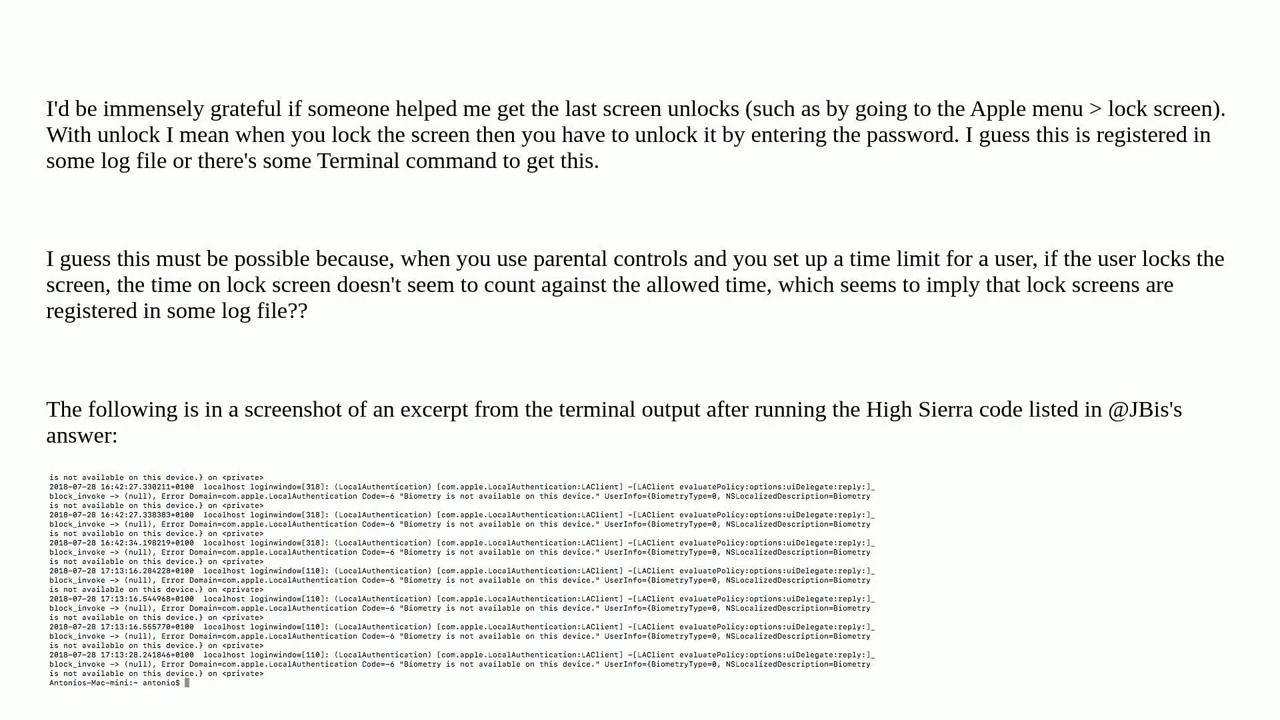 I'd be immensely grateful if someone helped me get the last screen unlocks (such as by going to the Apple menu > lock screen).
With unlock I mean when you lock the screen then you have to unlock it by entering the password. I guess this is registered in
some log file or there's some Terminal command to get this.
I guess this must be possible because, when you use parental controls and you set up a time limit for a user, if the user locks the
screen, the time on lock screen doesn't seem to count against the allowed time, which seems to imply that lock screens are
registered in some log file??
The following is in a screenshot of an excerpt from the terminal output after running the High Sierra code listed in @JBis's
answer:
is not available on this device.} on <private>
2018-07-28 16:42:27.330211+0100  localhost loginwindow[318]: (LocalAuthentication) [com.apple.LocalAuthentication:LAClient] -[LAClient evaluatePolicy:options:uiDelegate:reply:]_
block_invoke -> (null), Error Domain=com.apple.LocalAuthentication Code=-6 "Biometry is not available on this device." UserInfo={BiometryType=0, NSLocalizedDescription=Biometry
is not available on this device.} on <private>
2018-07-28 16:42:27.338383+0100  localhost loginwindow[318]: (LocalAuthentication) [com.apple.LocalAuthentication:LAClient] -[LAClient evaluatePolicy:options:uiDelegate:reply:]_
block_invoke -> (null), Error Domain=com.apple.LocalAuthentication Code=-6 "Biometry is not available on this device." UserInfo={BiometryType=0, NSLocalizedDescription=Biometry
is not available on this device.} on <private>
2018-07-28 16:42:34.198219+0100  localhost loginwindow[318]: (LocalAuthentication) [com.apple.LocalAuthentication:LAClient] -[LAClient evaluatePolicy:options:uiDelegate:reply:]_
block_invoke -> (null), Error Domain=com.apple.LocalAuthentication Code=-6 "Biometry is not available on this device." UserInfo={BiometryType=0, NSLocalizedDescription=Biometry
is not available on this device.} on <private>
2018-07-28 17:13:16.284228+0100  localhost loginwindow[110]: (LocalAuthentication) [com.apple.LocalAuthentication:LAClient] -[LAClient evaluatePolicy:options:uiDelegate:reply:]_
block_invoke -> (null), Error Domain=com.apple.LocalAuthentication Code=-6 "Biometry is not available on this device." UserInfo={BiometryType=0, NSLocalizedDescription=Biometry
is not available on this device.} on <private>
2018-07-28 17:13:16.544968+0100  localhost loginwindow[110]: (LocalAuthentication) [com.apple.LocalAuthentication:LAClient] -[LAClient evaluatePolicy:options:uiDelegate:reply:]_
block_invoke -> (null), Error Domain=com.apple.LocalAuthentication Code=-6 "Biometry is not available on this device." UserInfo={BiometryType=0, NSLocalizedDescription=Biometry
is not available on this device.} on <private>
2018-07-28 17:13:16.555770+0100  localhost loginwindow[110]: (LocalAuthentication) [com.apple.LocalAuthentication:LAClient] -[LAClient evaluatePolicy:options:uiDelegate:reply:]_
block_invoke -> (null), Error Domain=com.apple.LocalAuthentication Code=-6 "Biometry is not available on this device." UserInfo={BiometryType=0, NSLocalizedDescription=Biometry
is not available on this device.} on <private>
2018-07-28 17:13:28.241846+0100  localhost loginwindow[110]: (LocalAuthentication) [com.apple.LocalAuthentication:LAClient] -[LAClient evaluatePolicy:options:uiDelegate:reply:]_
block_invoke -> (null), Error Domain=com.apple.LocalAuthentication Code=-6 "Biometry is not available on this device." UserInfo={BiometryType=0, NSLocalizedDescription=Biometry
is not available on this device.} on <private>
Antonios-Mac-mini:~ antonio$